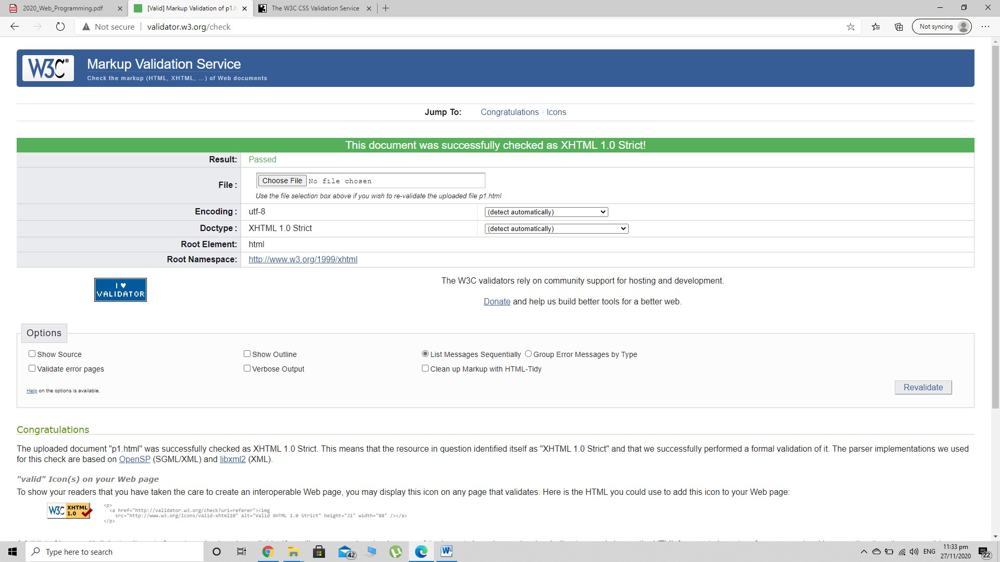 2020_Web_Programming.pdf
[Valid] Markup Validation of p1.h
The W3C CSS Validation Service
Not secure
validator.w3.org/check
Not syncing
W3C®
Markup Validation Service
Check the markup (HTML, XHTML, …) of Web documents
Jump To: Congratulations · Icons
This document was successfully checked as XHTML 1.0 Strict!
Result: Passed
File : Choose File No file chosen
Use the file selection box above if you wish to re-validate the uploaded file p1.html
Encoding : utf-8 (detect automatically)
Doctype : XHTML 1.0 Strict (detect automatically)
Root Element: html
Root Namespace: http://www.w3.org/1999/xhtml
I ♥
VALIDATOR
The W3C validators rely on community support for hosting and development.
Donate and help us build better tools for a better web.
Options
Show Source Show Outline List Messages Sequentially Group Error Messages by Type
Validate error pages Verbose Output Clean up Markup with HTML-Tidy
Help on the options is available.
Revalidate
Congratulations
The uploaded document "p1.html" was successfully checked as XHTML 1.0 Strict. This means that the resource in question identified itself as "XHTML 1.0 Strict" and that we successfully performed a formal validation of it. The parser implementations we used
for this check are based on OpenSP (SGML/XML) and libxml2 (XML).
"valid" Icon(s) on your Web page
To show your readers that you have taken the care to create an interoperable Web page, you may display this icon on any page that validates. Here is the HTML you could use to add this icon to your Web page:
W3C XHTML 1.0
<p>
<a href="http://validator.w3.org/check?uri=referer"><img
src="http://www.w3.org/Icons/valid-xhtml10" alt="Valid XHTML 1.0 Strict" height="31" width="88" /></a>
</p>
Type here to search
42
ENG
11:33 pm
27/11/2020
22